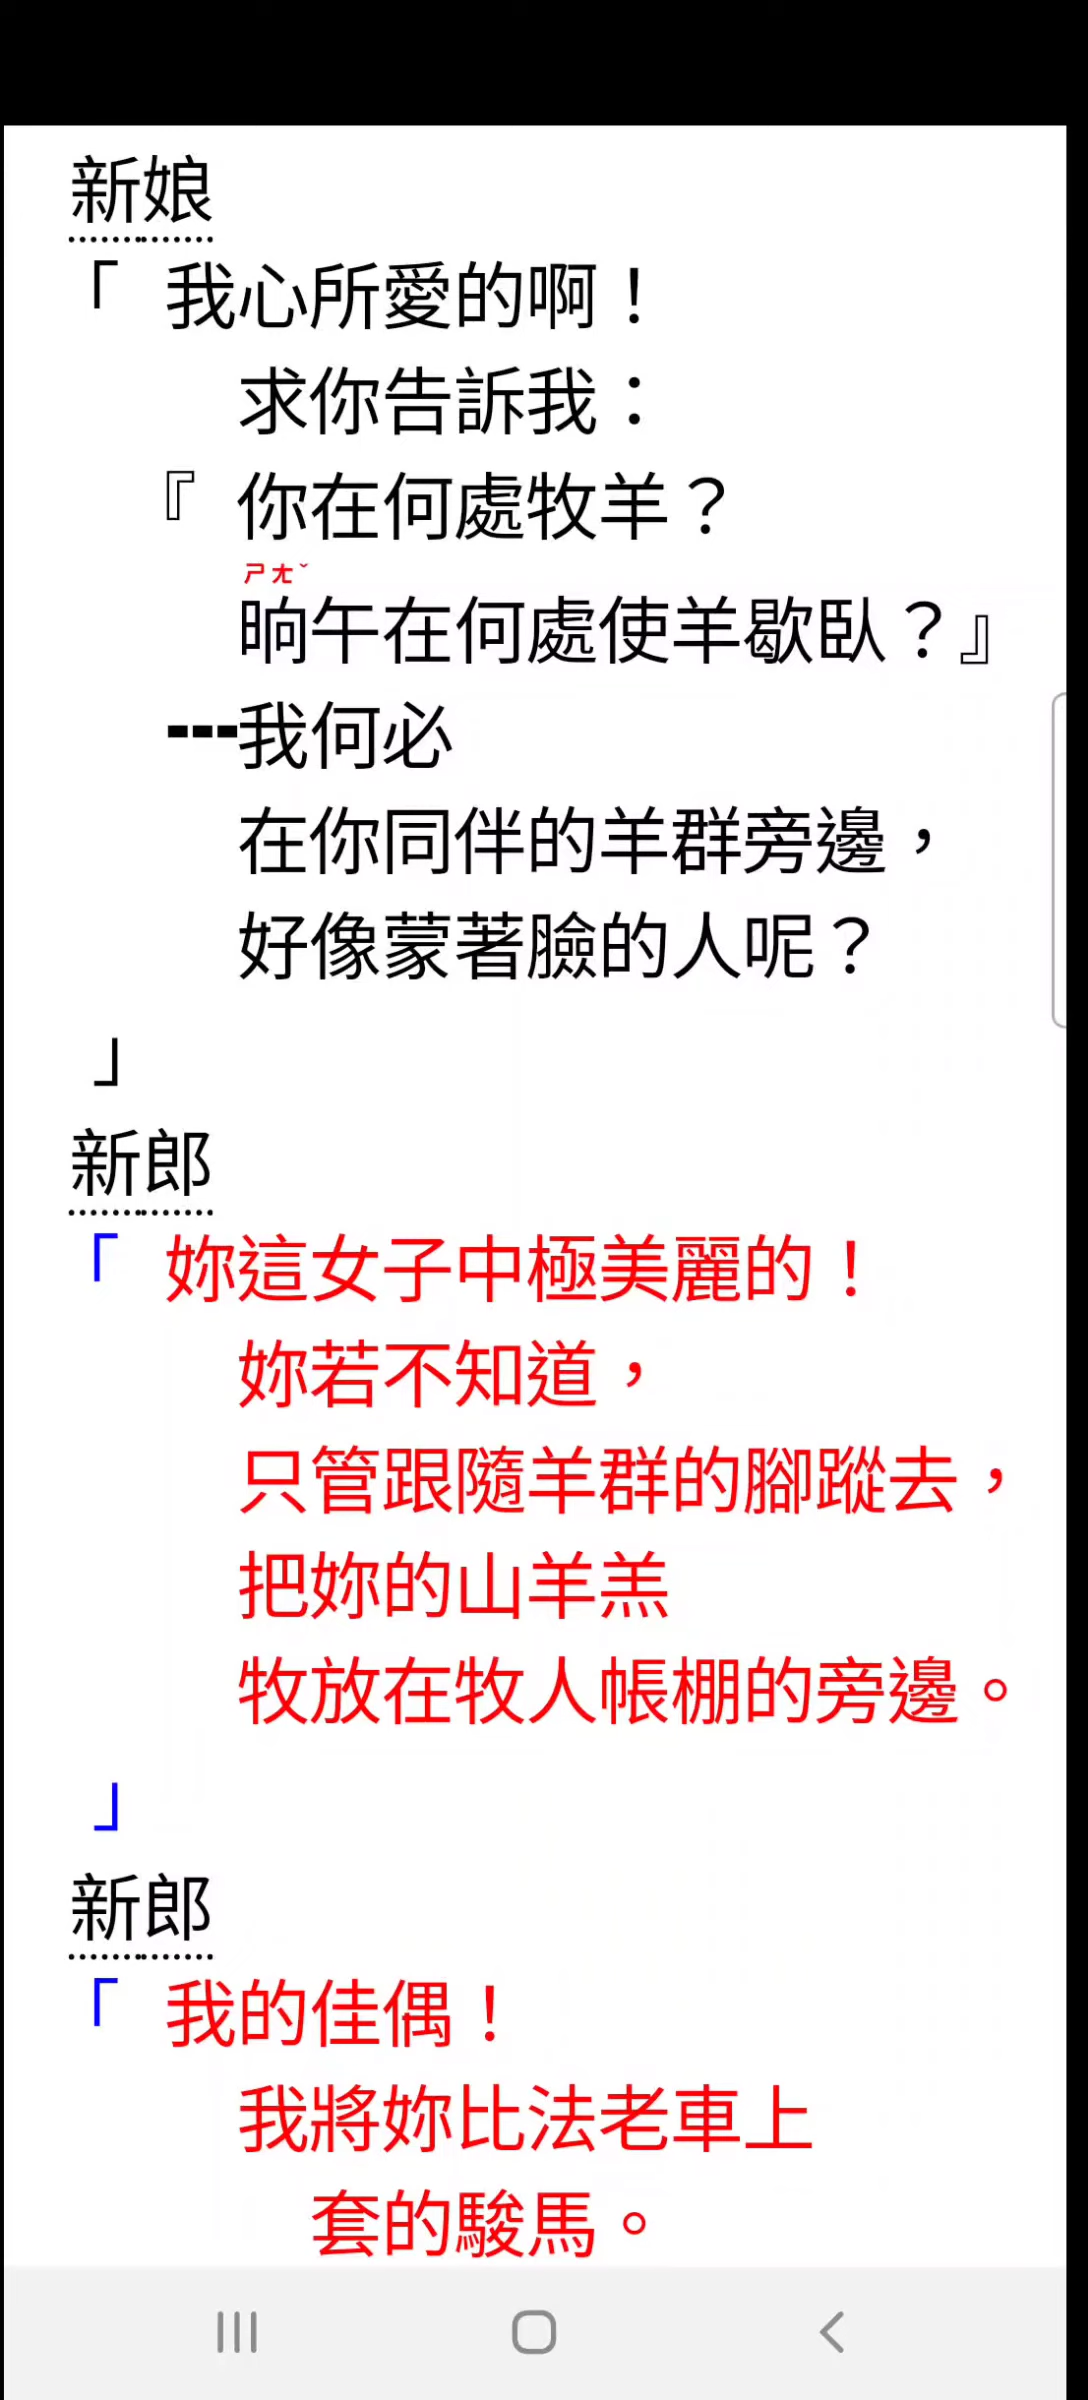 新娘
「 我心所愛的啊！
求你告訴我：
『 你在何處牧羊？
ㄕㄤˇ
晌午在何處使羊歇臥？』
---我何必
在你同伴的羊群旁邊，
好像蒙著臉的人呢？
」
新郎
「 妳這女子中極美麗的！
妳若不知道，
只管跟隨羊群的腳蹤去，
把妳的山羊羔
牧放在牧人帳棚的旁邊。
」
新郎
「 我的佳偶！
我將妳比法老車上
套的駿馬。